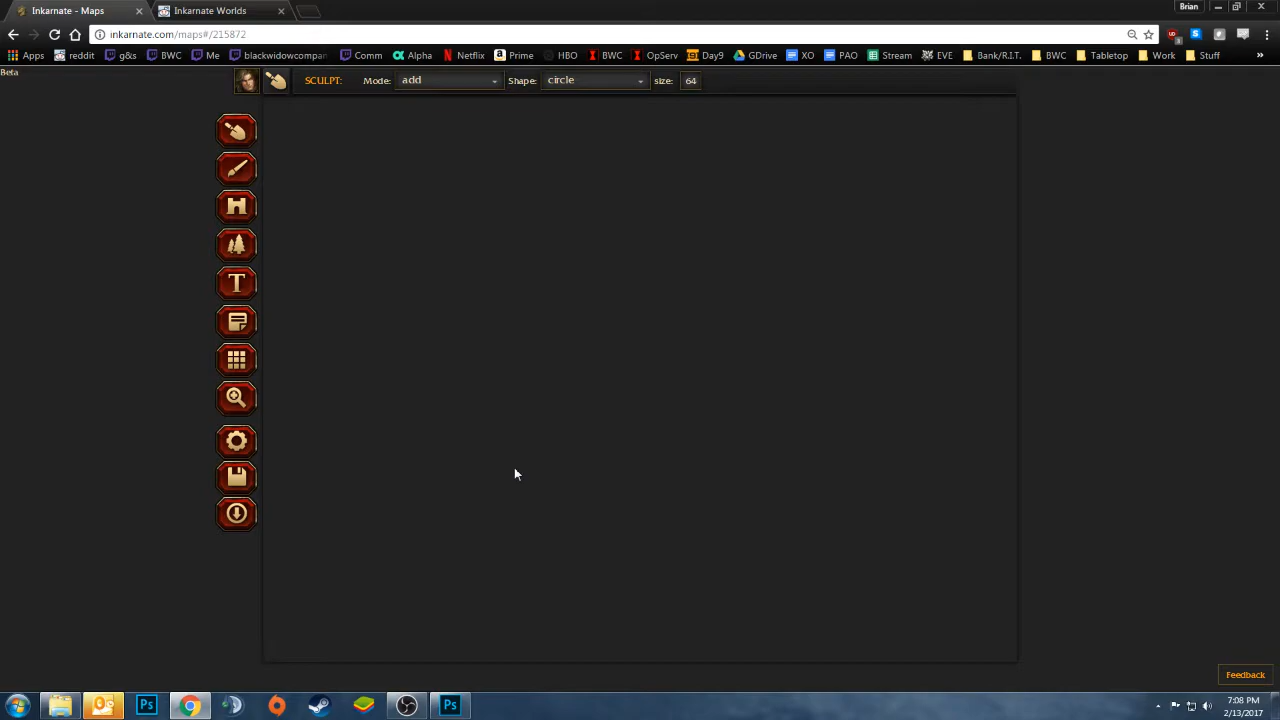 Inkarnate - Maps
Inkarnate Worlds
Brian
inkarnate.com/maps#/215872
Apps reddit g&s BWC Me blackwidowcompan Comm Alpha Netflix Prime HBO BWC OpServ Day9 GDrive XO PAO Stream EVE Bank/R.I.T. BWC Tabletop Work Stuff »
Beta
SCULPT: Mode: add Shape: circle size: 64
T
Feedback
Ps
Ps
7:08 PM
2/13/2017